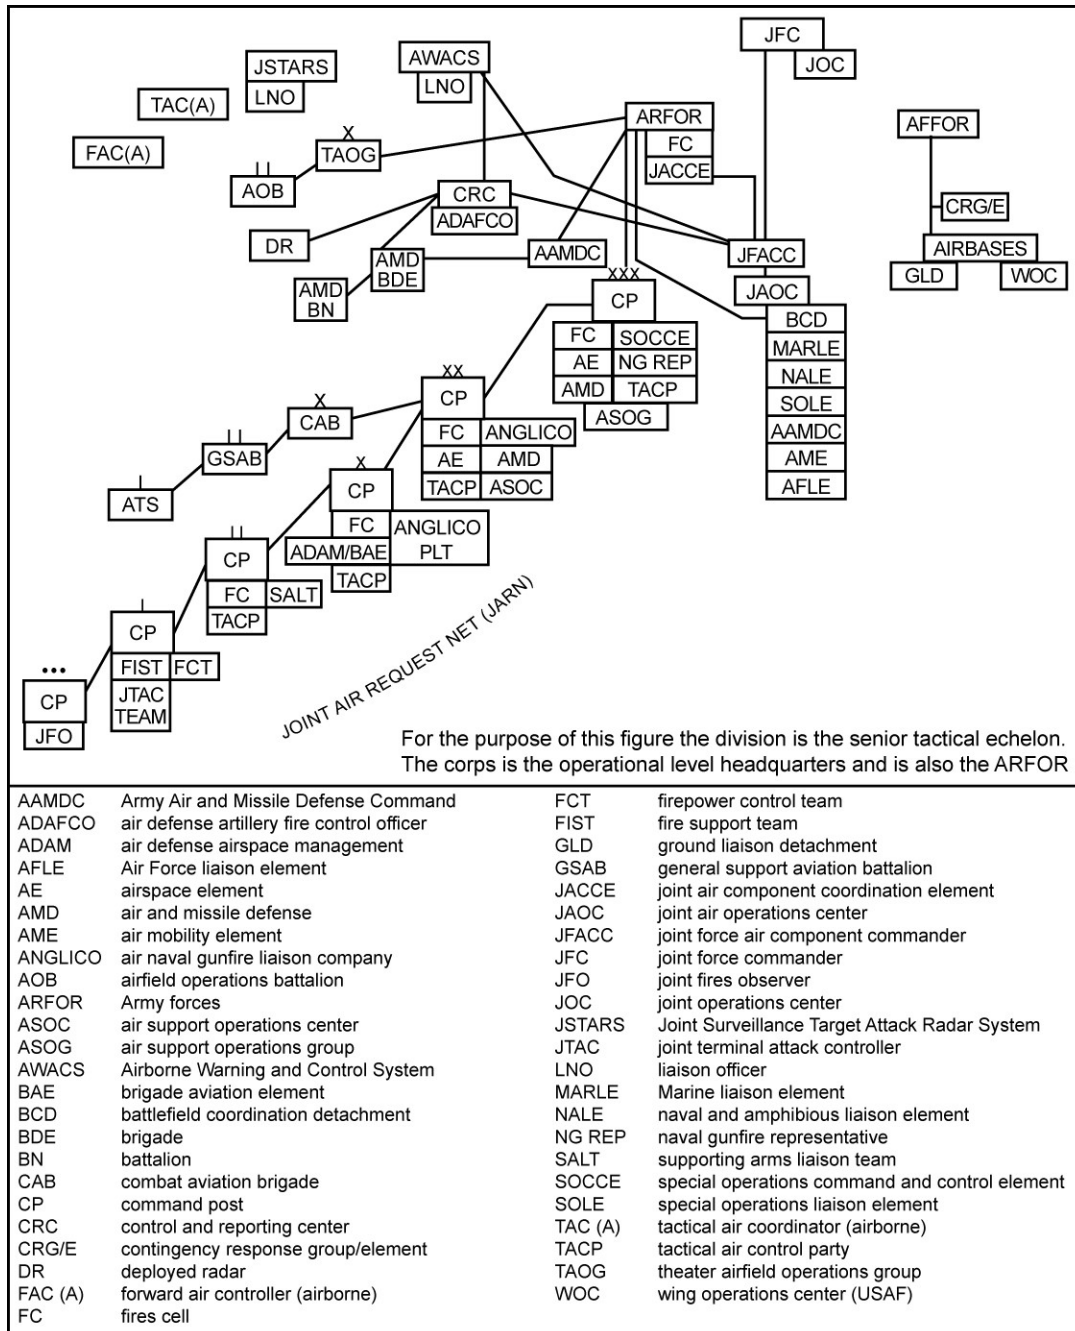 JFC
JOC
AWACS
LNO
JSTARS
LNO
TAC(A)
FAC(A)
ARFOR
FC
JACCE
AFFOR
X
TAOG
II
AOB
CRC
ADAFCO
CRG/E
DR
AMD
BDE
AAMDC
JFACC
AIRBASES
GLD
WOC
AMD
BN
XXX
CP
JAOC
BCD
FC
SOCCE
MARLE
AE
NG REP
NALE
AMD
TACP
SOLE
ASOG
AAMDC
XX
CP
AME
X
CAB
FC
ANGLICO
AFLE
II
GSAB
AE
AMD
TACP
ASOC
I
ATS
X
CP
FC
ANGLICO
PLT
ADAM/BAE
TACP
II
CP
FC
SALT
TACP
I
CP
FIST
FCT
JTAC
TEAM
•••
CP
JFO
JOINT AIR REQUEST NET (JARN)
For the purpose of this figure the division is the senior tactical echelon.
The corps is the operational level headquarters and is also the ARFOR
AAMDC Army Air and Missile Defense Command
ADAFCO air defense artillery fire control officer
ADAM air defense airspace management
AFLE Air Force liaison element
AE airspace element
AMD air and missile defense
AME air mobility element
ANGLICO air naval gunfire liaison company
AOB airfield operations battalion
ARFOR Army forces
ASOC air support operations center
ASOG air support operations group
AWACS Airborne Warning and Control System
BAE brigade aviation element
BCD battlefield coordination detachment
BDE brigade
BN battalion
CAB combat aviation brigade
CP command post
CRC control and reporting center
CRG/E contingency response group/element
DR deployed radar
FAC (A) forward air controller (airborne)
FC fires cell
FCT firepower control team
FIST fire support team
GLD ground liaison detachment
GSAB general support aviation battalion
JACCE joint air component coordination element
JAOC joint air operations center
JFACC joint force air component commander
JFC joint force commander
JFO joint fires observer
JOC joint operations center
JSTARS Joint Surveillance Target Attack Radar System
JTAC joint terminal attack controller
LNO liaison officer
MARLE Marine liaison element
NALE naval and amphibious liaison element
NG REP naval gunfire representative
SALT supporting arms liaison team
SOCCE special operations command and control element
SOLE special operations liaison element
TAC (A) tactical air coordinator (airborne)
TACP tactical air control party
TAOG theater airfield operations group
WOC wing operations center (USAF)